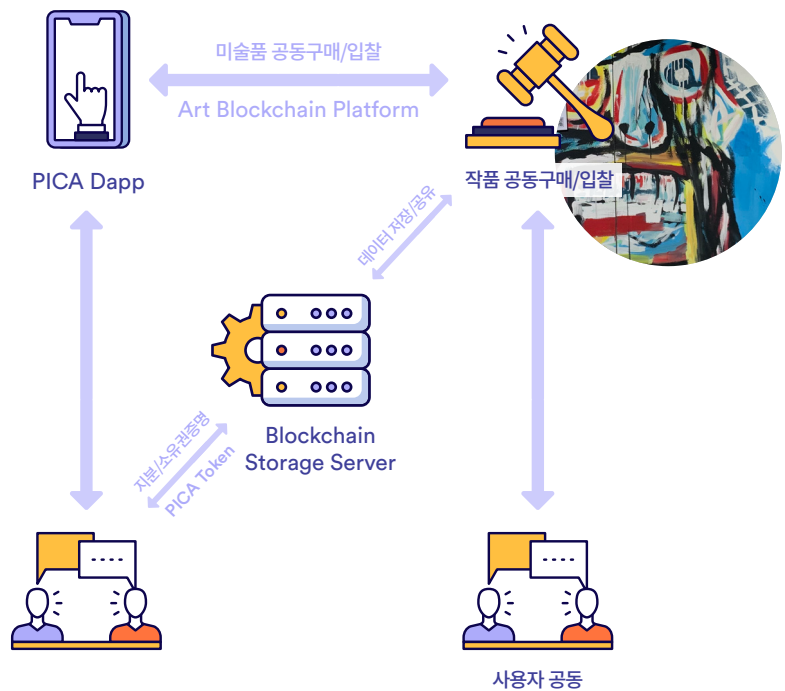 미술품 공동구매/입찰
Art Blockchain Platform
PICA Dapp
작품 공동구매/입찰
데이터 저장/공유
Blockchain
Storage Server
지분/소유권증명
PICA Token
사용자 공동